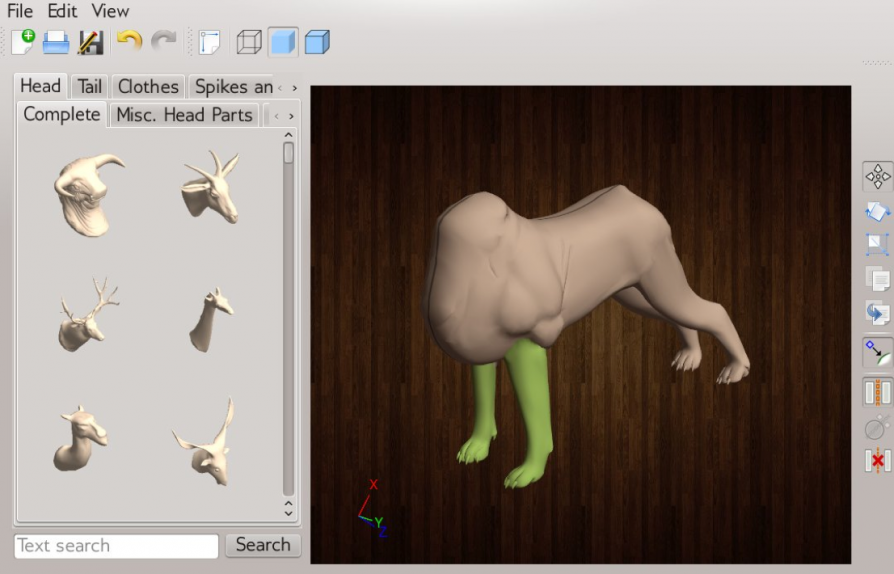 File Edit View
Head Tail Clothes Spikes an
Complete Misc. Head Parts
X
Y
Z
Text search Search